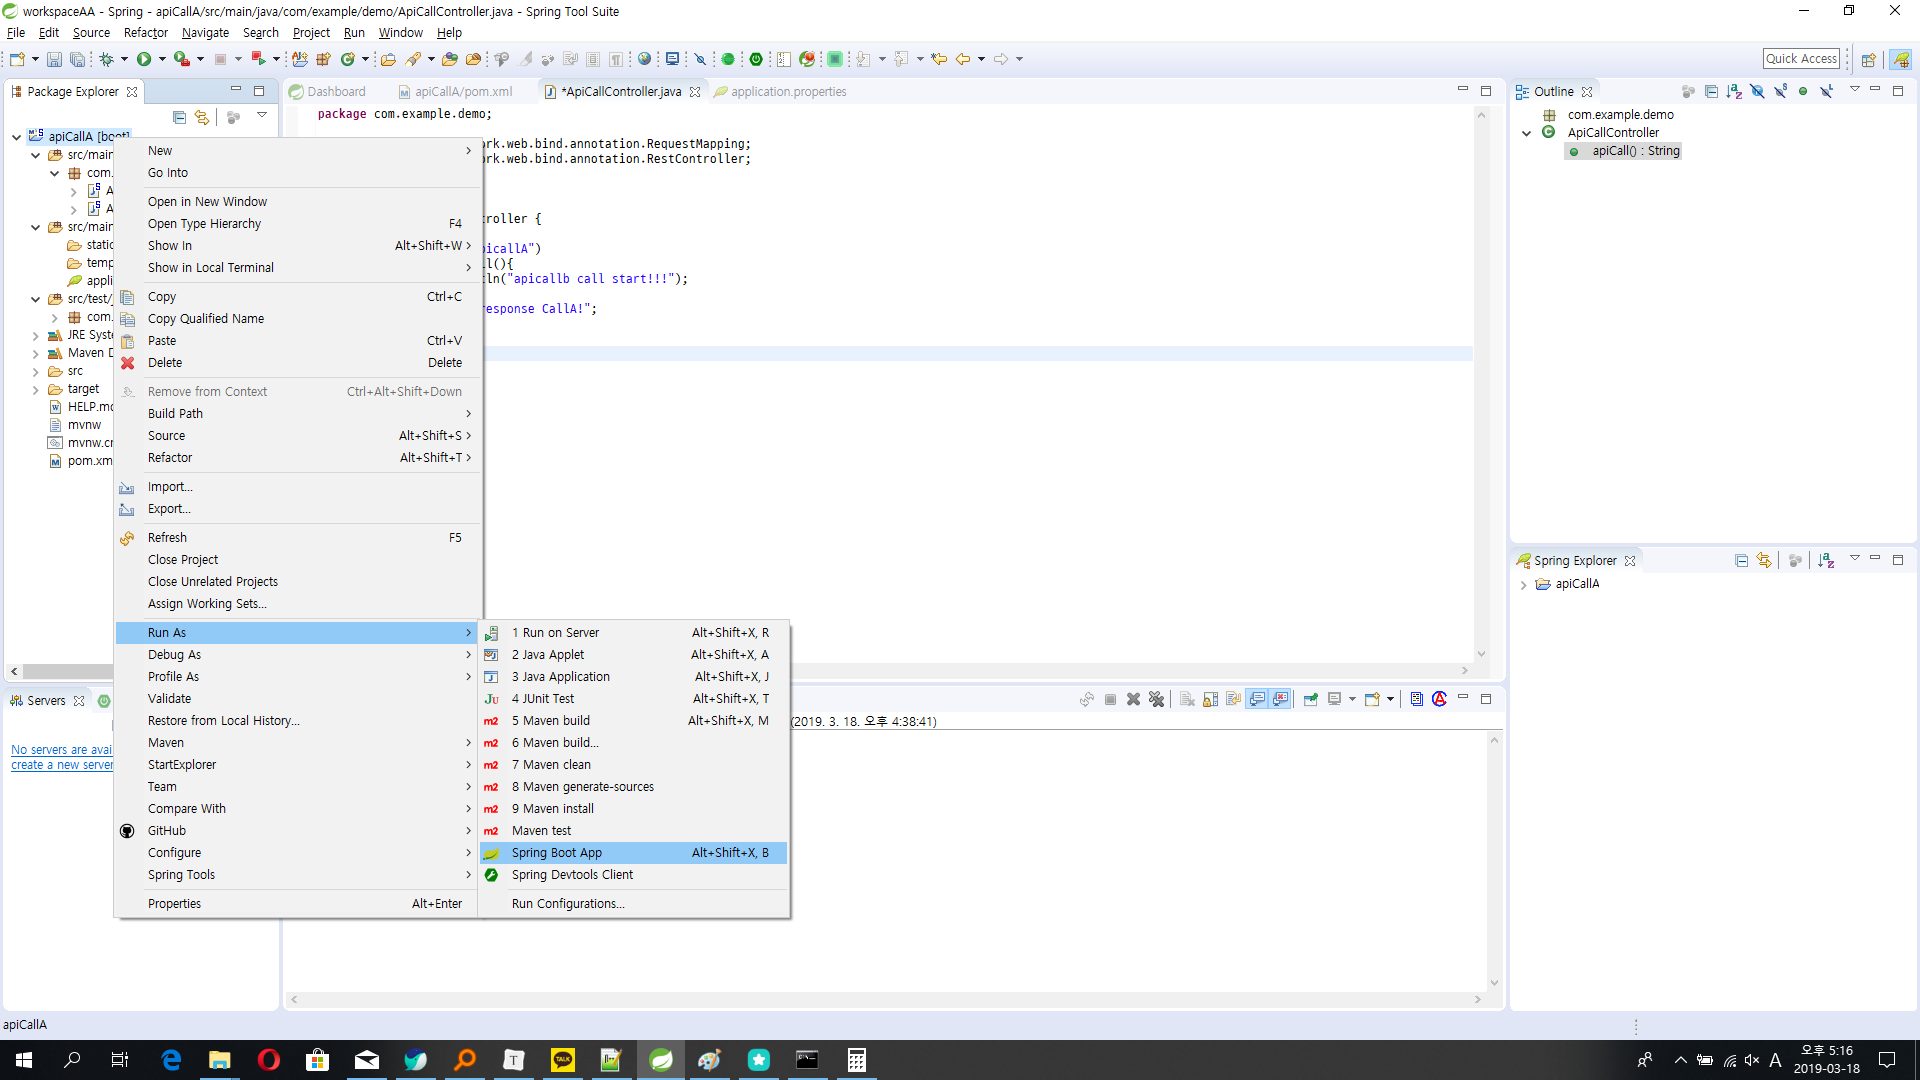 workspaceAA - Spring - apiCallA/src/main/java/com/example/demo/ApiCallController.java - Spring Tool Suite
File Edit Source Refactor Navigate Search Project Run Window Help
Quick Access
Package Explorer
apiCallA [boot]
src/main
com.
A
A
src/main
static
temp
appli
src/test/
com.
JRE Syste
Maven D
src
target
HELP.md
mvnw
mvnw.cm
pom.xm
Dashboard
apiCallA/pom.xml
*ApiCallController.java
application.properties
package com.example.demo;
rk.web.bind.annotation.RequestMapping;
rk.web.bind.annotation.RestController;
roller {
picallA")
l(){
ln("apicallb call start!!!");
esponse CallA!";
New
Go Into
Open in New Window
Open Type Hierarchy F4
Show In Alt+Shift+W
Show in Local Terminal
Copy Ctrl+C
Copy Qualified Name
Paste Ctrl+V
Delete Delete
Remove from Context Ctrl+Alt+Shift+Down
Build Path
Source Alt+Shift+S
Refactor Alt+Shift+T
Import...
Export...
Refresh F5
Close Project
Close Unrelated Projects
Assign Working Sets...
Run As
Debug As
Profile As
Validate
Restore from Local History...
Maven
StartExplorer
Team
Compare With
GitHub
Configure
Spring Tools
Properties Alt+Enter
1 Run on Server Alt+Shift+X, R
2 Java Applet Alt+Shift+X, A
3 Java Application Alt+Shift+X, J
4 JUnit Test Alt+Shift+X, T
5 Maven build Alt+Shift+X, M
6 Maven build...
7 Maven clean
8 Maven generate-sources
9 Maven install
Maven test
Spring Boot App Alt+Shift+X, B
Spring Devtools Client
Run Configurations...
Outline
com.example.demo
ApiCallController
apiCall() : String
Spring Explorer
apiCallA
Servers
No servers are avai
create a new server
(2019. 3. 18. 오후 4:38:41)
apiCallA
TALK
A
오후 5:16
2019-03-18